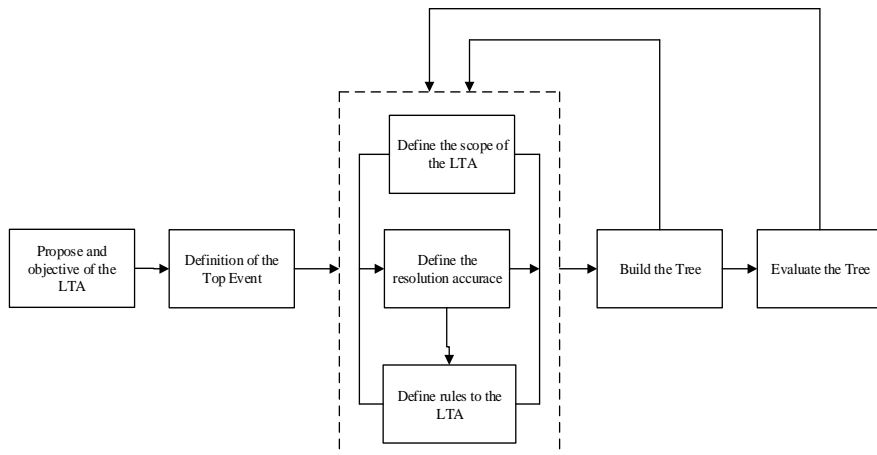 Define the scope of
the LTA
Propose and
objective of the
LTA
Definition of the
Top Event
Define the
resolution accurace
Build the Tree
Evaluate the Tree
Define rules to the
LTA